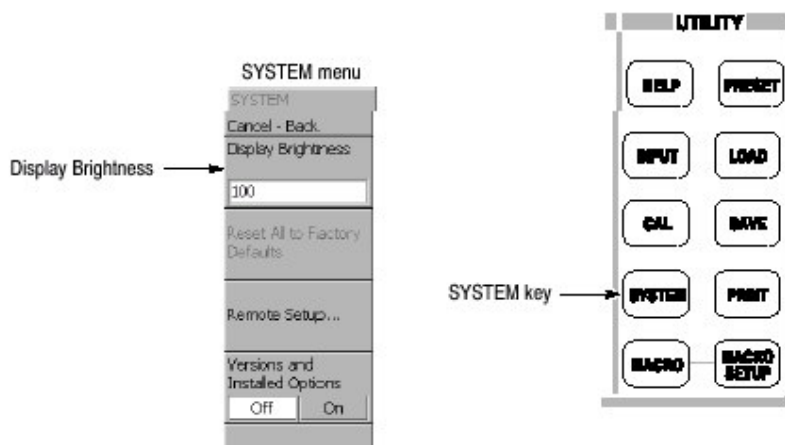 SYSTEM menu
SYSTEM
Cancel - Back
Display Brightness
Display Brightness
100
Reset All to Factory
Defaults
Remote Setup...
Versions and
Installed Options
Off On
UTILITY
HELP PRESET
INPUT LOAD
CAL SAVE
SYSTEM key
SYSTEM PRINT
MACRO MACRO
SETUP